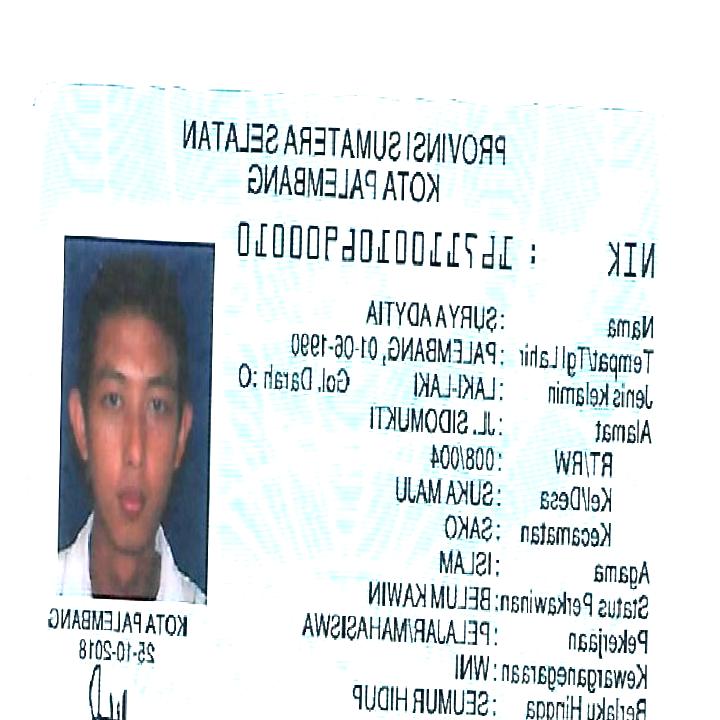 PROVINSI SUMATERA SELATAN
KOTA PALEMBANG
NIK : 1671100106900010
Nama : SURYA ADYTIA
Tempat/Tgl Lahir : PALEMBANG, 01-06-1990
Jenis kelamin : LAKI-LAKI Gol. Darah : O
Alamat : JL. SIDOMUKTI
RT/RW : 008/004
Kel/Desa : SUKA MAJU
Kecamatan : SAKO
Agama : ISLAM
Status Perkawinan: BELUM KAWIN
Pekerjaan : PELAJAR/MAHASISWA
Kewarganegaraan: WNI
Berlaku Hingga : SEUMUR HIDUP
KOTA PALEMBANG
25-10-2018